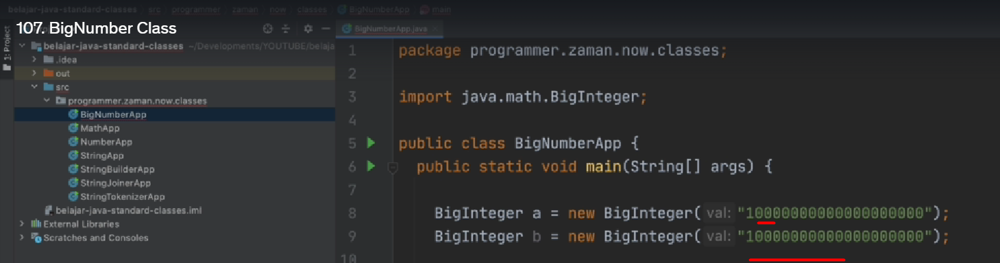 belajar-java-standard-classes src programmer zaman now classes BigNumberApp main
107. BigNumber Class
1: Project
BigNumberApp.java
belajar-java-standard-classes ~/Developments/YOUTUBE/belaja
.idea
out
src
programmer.zaman.now.classes
BigNumberApp
MathApp
NumberApp
StringApp
StringBuilderApp
StringJoinerApp
StringTokenizerApp
belajar-java-standard-classes.iml
External Libraries
Scratches and Consoles
1 package programmer.zaman.now.classes;
2
3 import java.math.BigInteger;
4
5 public class BigNumberApp {
6 public static void main(String[] args) {
7
8 BigInteger a = new BigInteger( val: "10000000000000000000");
9 BigInteger b = new BigInteger( val: "10000000000000000000");
10